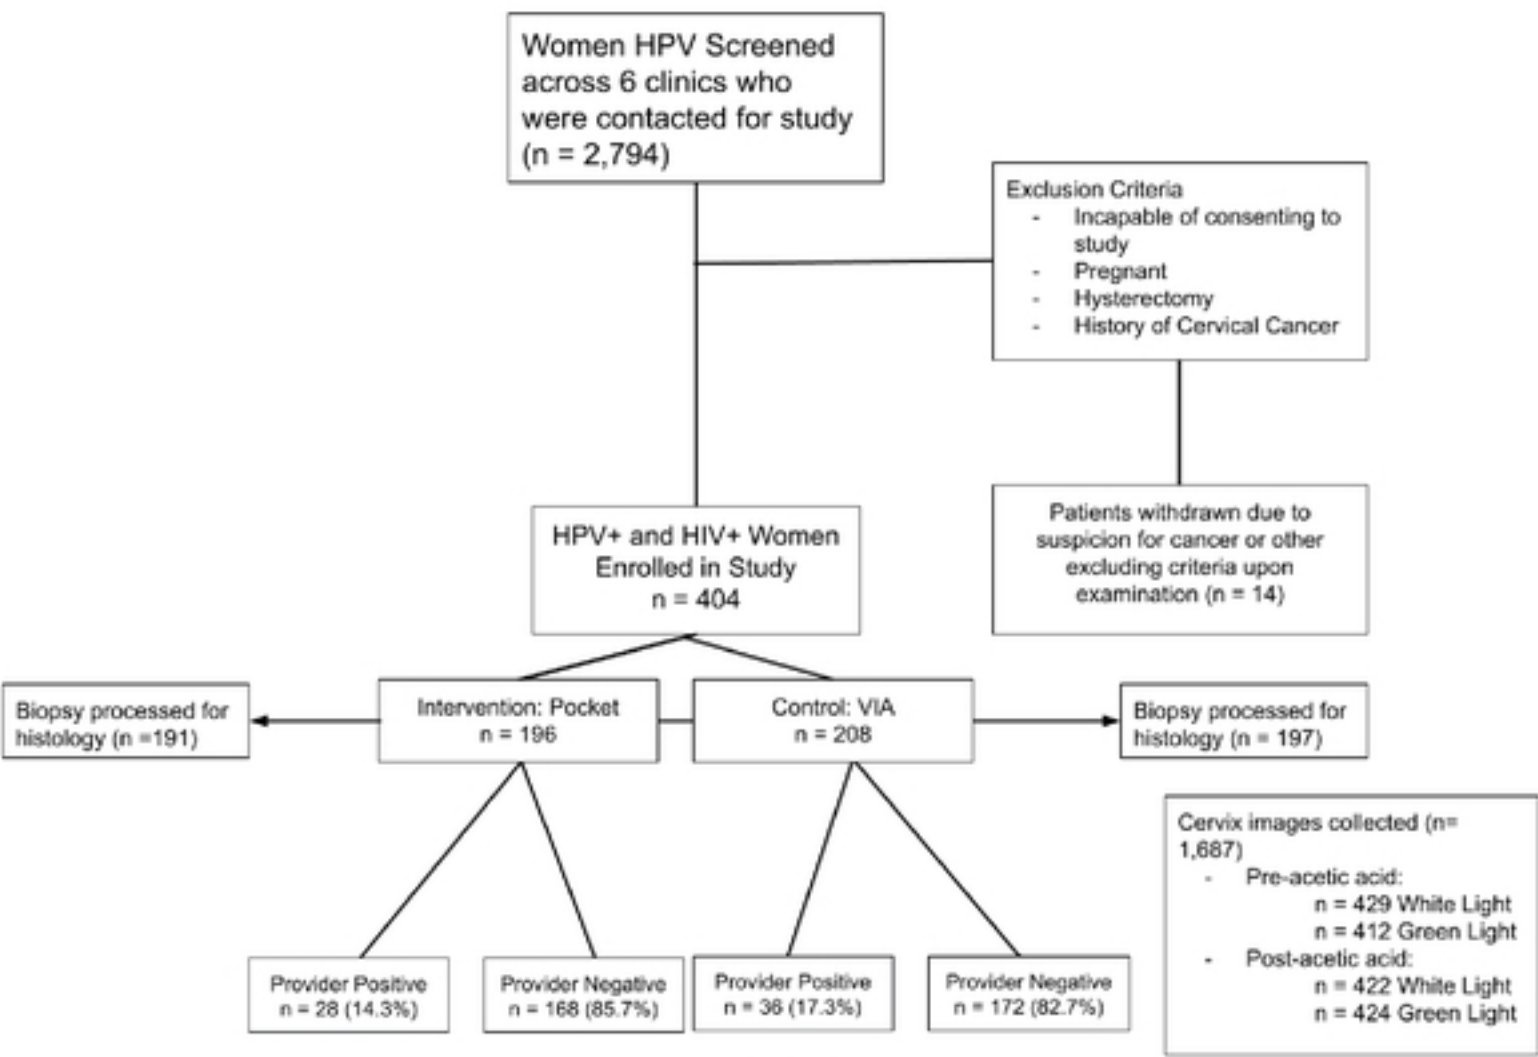 Women HPV Screened
across 6 clinics who
were contacted for study
(n = 2,794)
Exclusion Criteria
- Incapable of consenting to
study
- Pregnant
- Hysterectomy
- History of Cervical Cancer
HPV+ and HIV+ Women
Enrolled in Study
n = 404
Patients withdrawn due to
suspicion for cancer or other
excluding criteria upon
examination (n = 14)
Biopsy processed for
histology (n =191)
Intervention: Pocket
n = 196
Control: VIA
n = 208
Biopsy processed for
histology (n = 197)
Provider Positive
n = 28 (14.3%)
Provider Negative
n = 168 (85.7%)
Provider Positive
n = 36 (17.3%)
Provider Negative
n = 172 (82.7%)
Cervix images collected (n=
1,687)
- Pre-acetic acid:
n = 429 White Light
n = 412 Green Light
- Post-acetic acid:
n = 422 White Light
n = 424 Green Light